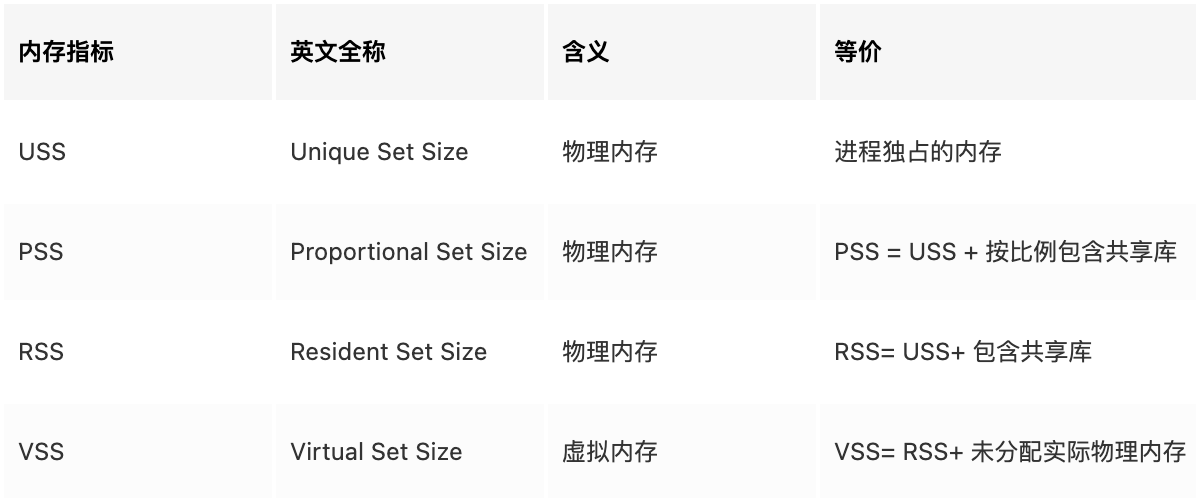 内存指标 英文全称 含义 等价
USS Unique Set Size 物理内存 进程独占的内存
PSS Proportional Set Size 物理内存 PSS = USS + 按比例包含共享库
RSS Resident Set Size 物理内存 RSS= USS+ 包含共享库
VSS Virtual Set Size 虚拟内存 VSS= RSS+ 未分配实际物理内存